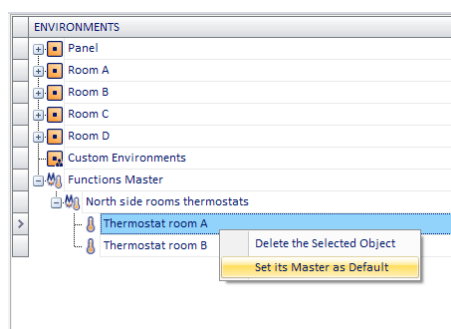 ENVIRONMENTS
Panel
Room A
Room B
Room C
Room D
Custom Environments
Functions Master
North side rooms thermostats
Thermostat room A
Thermostat room B
Delete the Selected Object
Set its Master as Default